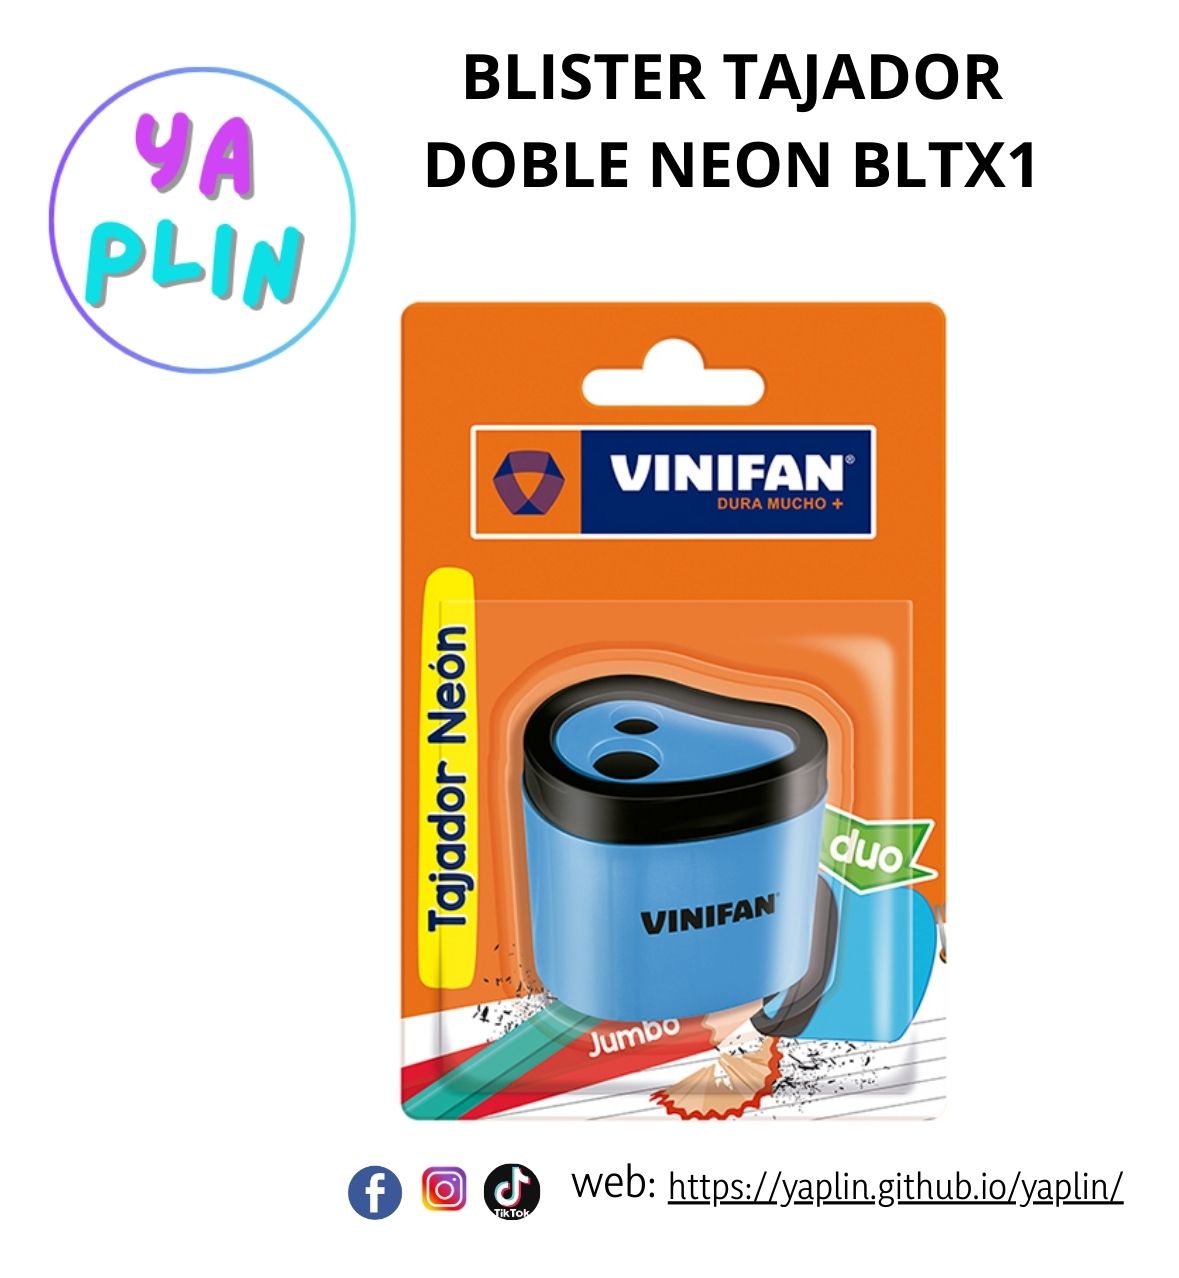 YA
PLIN
BLISTER TAJADOR
DOBLE NEON BLTX1
VINIFAN®
DURA MUCHO +
Tajador Neón
duo
VINIFAN
Jumbo
TikTok
web: https://yaplin.github.io/yaplin/